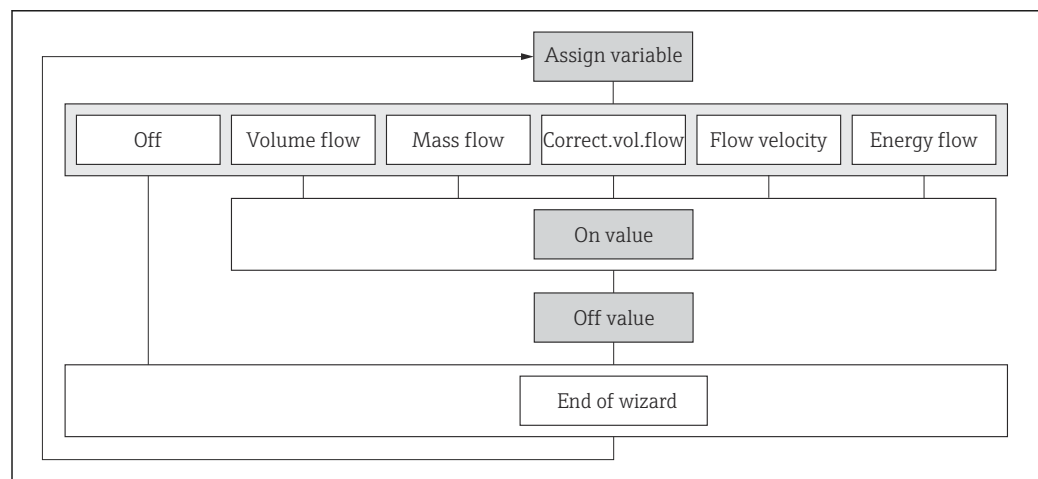 Assign variable
Off
Volume flow
Mass flow
Correct.vol.flow
Flow velocity
Energy flow
On value
Off value
End of wizard